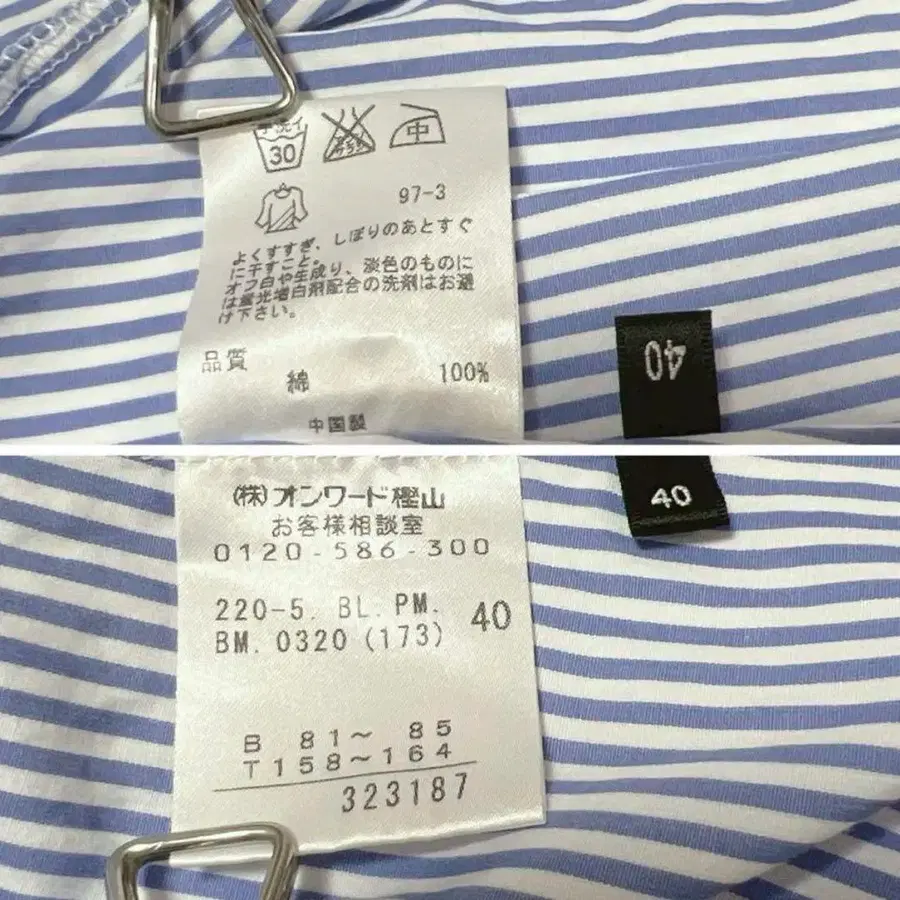 手洗イ
30
中
97-3
よくすすぎ、しぼりのあとすぐ
に干すこと。
オフ白や生成り、淡色のものに
は蛍光増白剤配合の洗剤はお避
け下さい。
品質
綿 100%
中国製
40
(株)オンワード樫山
お客様相談室
0120-586-300
220-5. BL. PM.
BM. 0320 (173)
40
B 81〜 85
T 158〜164
323187
40